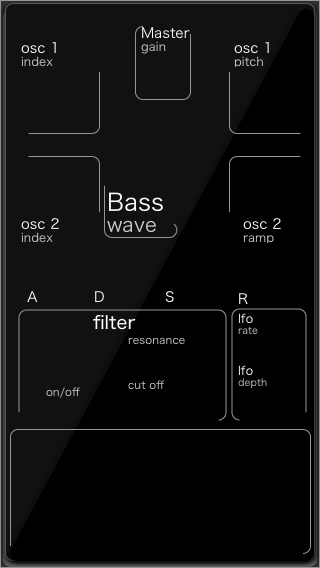 Master
gain
osc 1
index
osc 1
pitch
Bass
wave
osc 2
index
osc 2
ramp
A D S R
filter
resonance
on/off
cut off
lfo
rate
lfo
depth